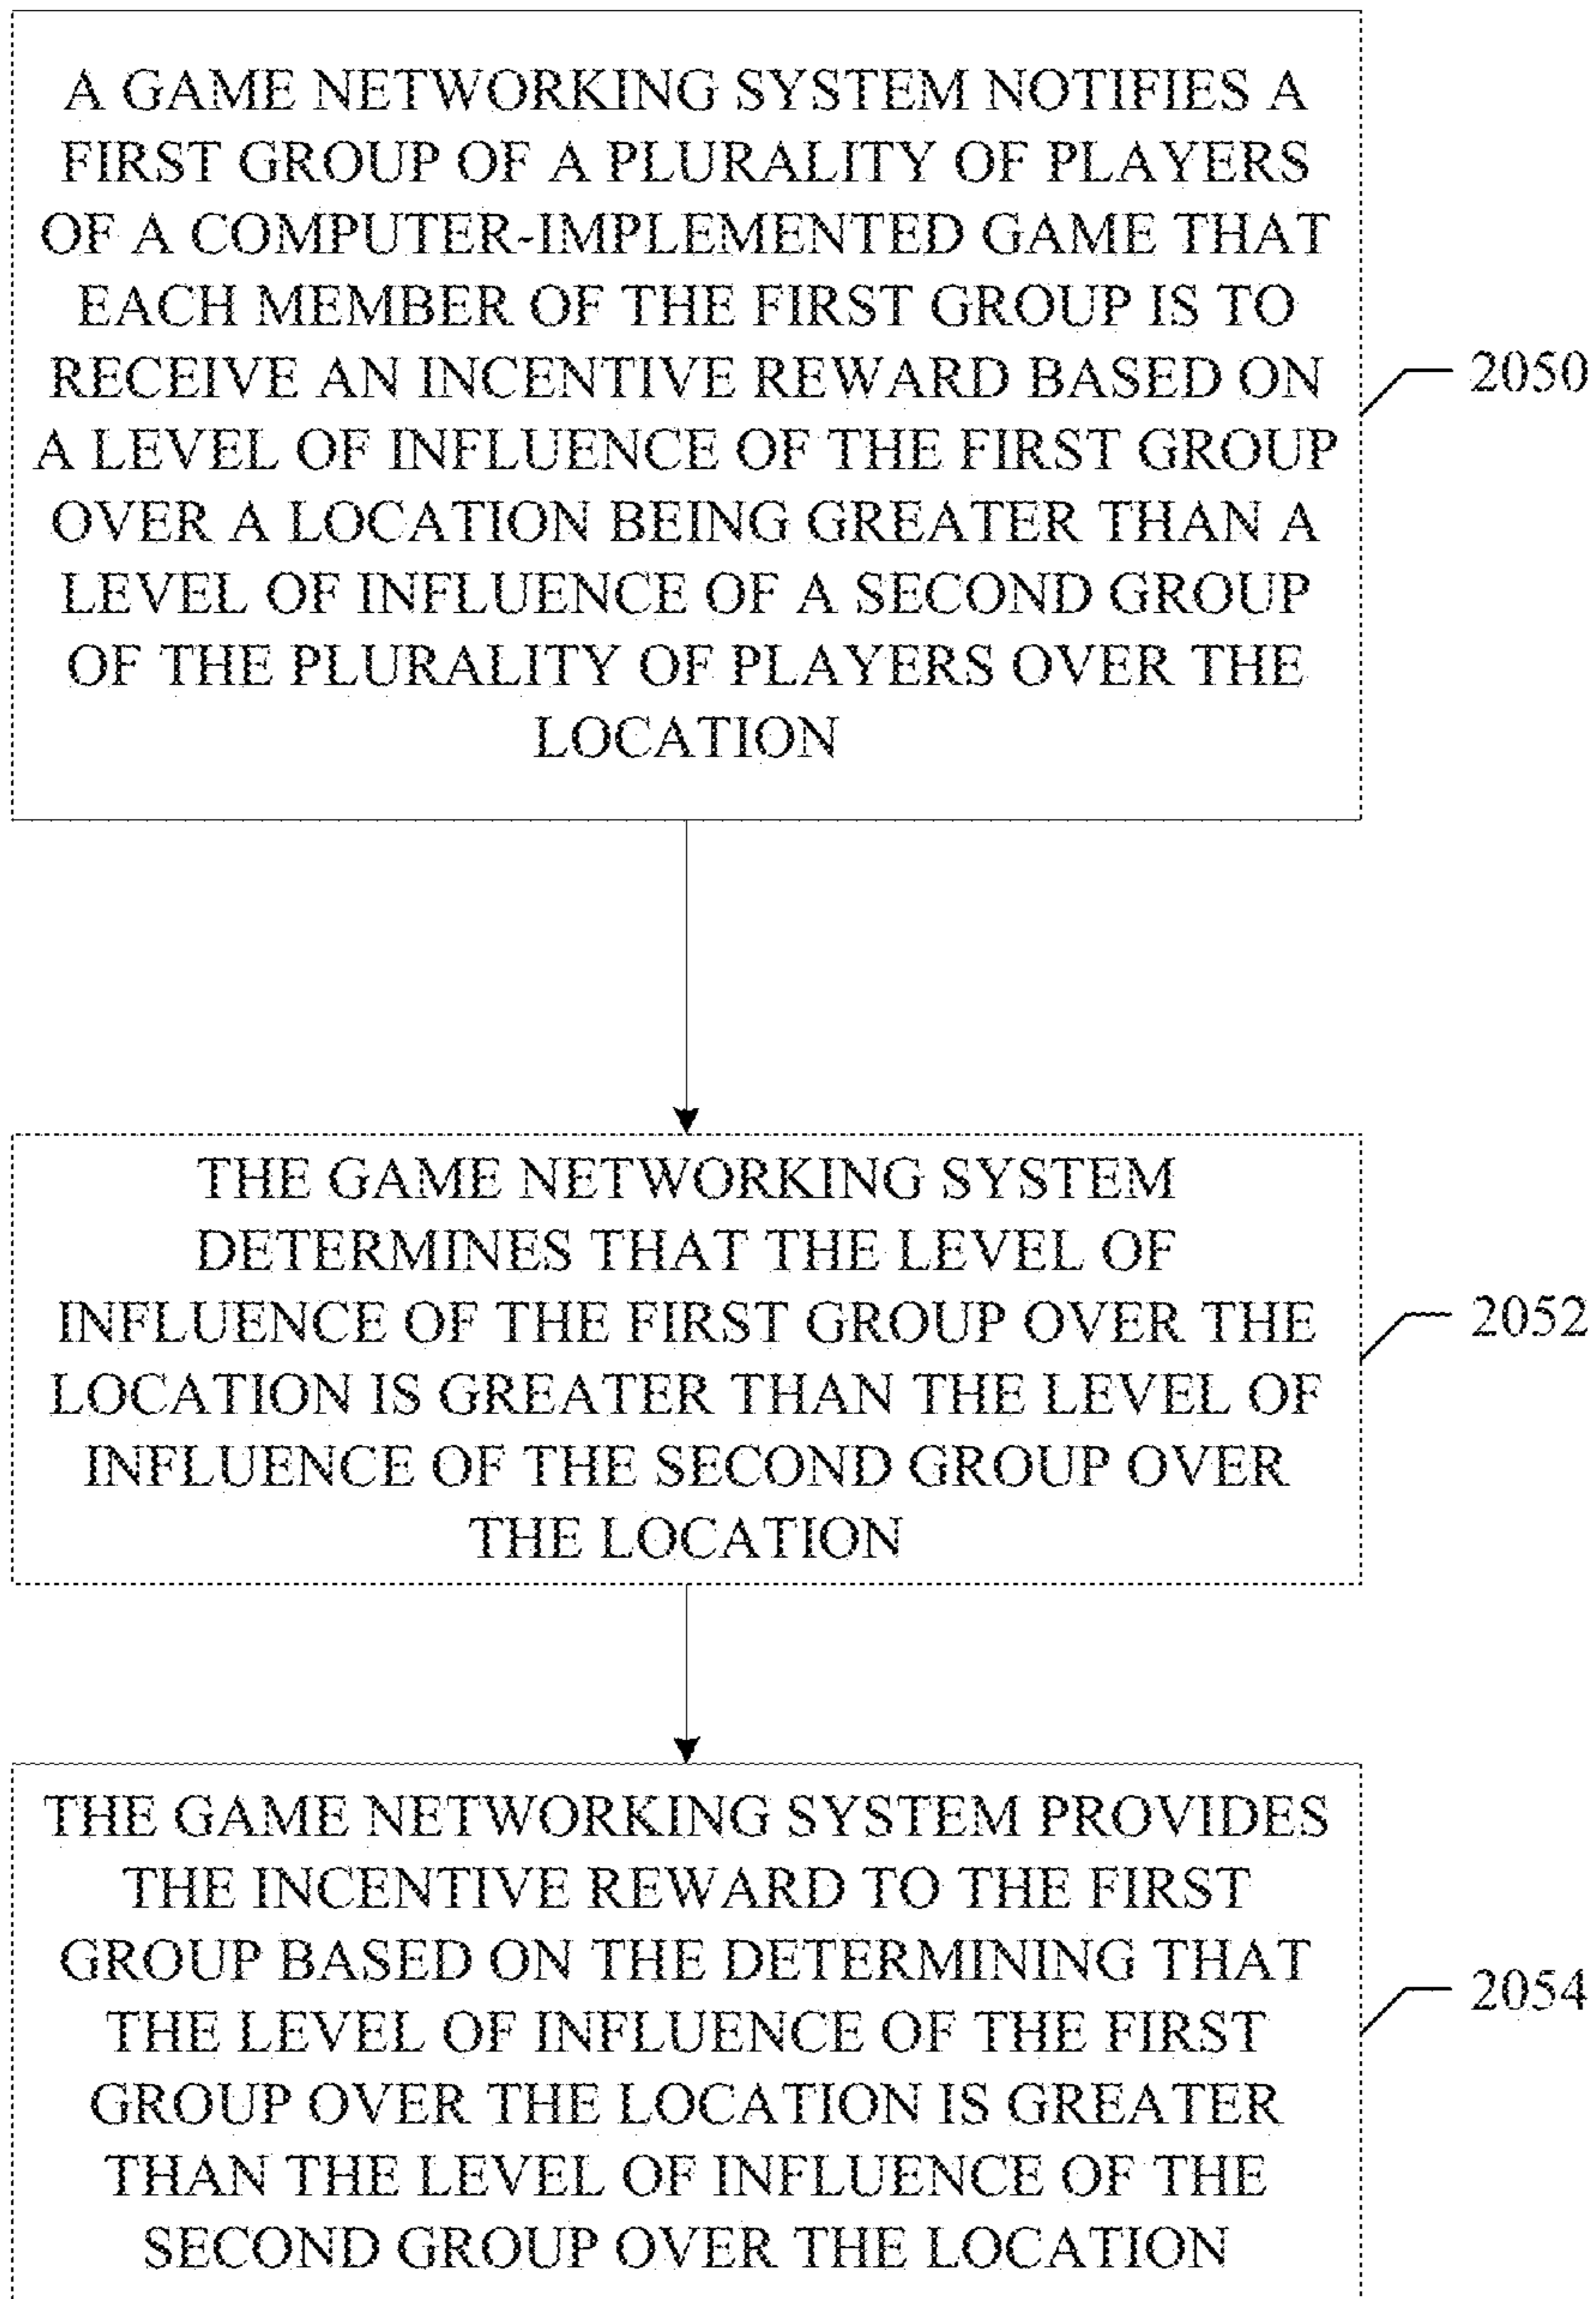 A GAME NETWORKING SYSTEM NOTIFIES A
FIRST GROUP OF A PLURALITY OF PLAYERS
OF A COMPUTER-IMPLEMENTED GAME THAT
EACH MEMBER OF THE FIRST GROUP IS TO
RECEIVE AN INCENTIVE REWARD BASED ON
A LEVEL OF INFLUENCE OF THE FIRST GROUP
OVER A LOCATION BEING GREATER THAN A
LEVEL OF INFLUENCE OF A SECOND GROUP
OF THE PLURALITY OF PLAYERS OVER THE
LOCATION
2050
THE GAME NETWORKING SYSTEM
DETERMINES THAT THE LEVEL OF
INFLUENCE OF THE FIRST GROUP OVER THE
LOCATION IS GREATER THAN THE LEVEL OF
INFLUENCE OF THE SECOND GROUP OVER
THE LOCATION
2052
THE GAME NETWORKING SYSTEM PROVIDES
THE INCENTIVE REWARD TO THE FIRST
GROUP BASED ON THE DETERMINING THAT
THE LEVEL OF INFLUENCE OF THE FIRST
GROUP OVER THE LOCATION IS GREATER
THAN THE LEVEL OF INFLUENCE OF THE
SECOND GROUP OVER THE LOCATION
2054